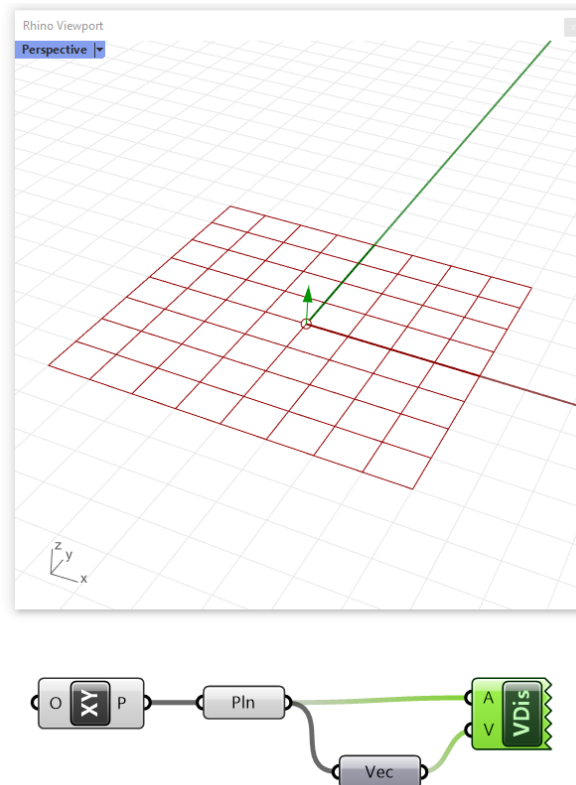 Rhino Viewport
Perspective
z
y
x
O XY P
Pln
A
V
VDis
Vec